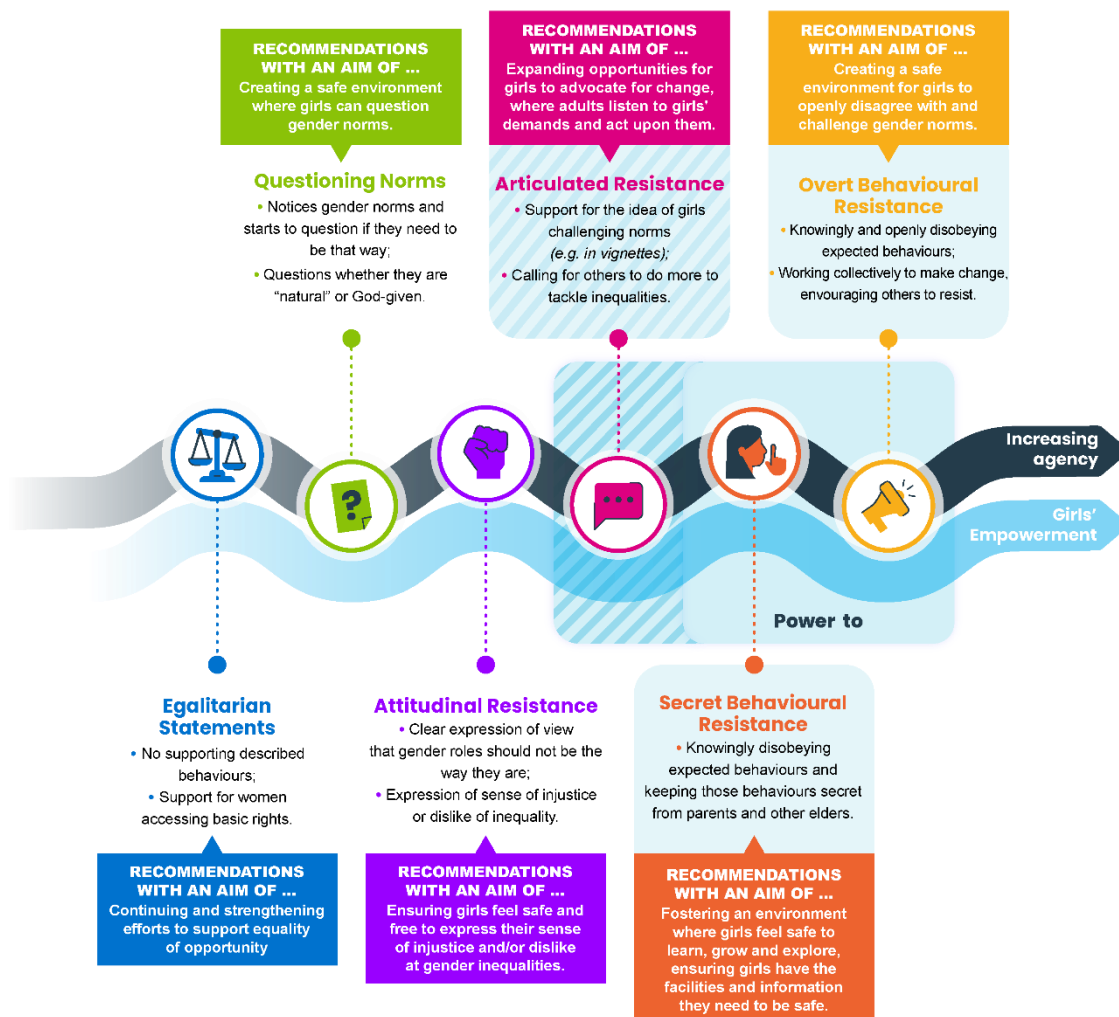 RECOMMENDATIONS
WITH AN AIM OF ...
Creating a safe environment
where girls can question
gender norms.
Questioning Norms
• Notices gender norms and
starts to question if they need to
be that way;
• Questions whether they are
“natural” or God-given.
RECOMMENDATIONS
WITH AN AIM OF ...
Expanding opportunities for
girls to advocate for change,
where adults listen to girls'
demands and act upon them.
Articulated Resistance
• Support for the idea of girls
challenging norms
(e.g. in vignettes);
• Calling for others to do more to
tackle inequalities.
RECOMMENDATIONS
WITH AN AIM OF ...
Creating a safe
environment for girls to
openly disagree with and
challenge gender norms.
Overt Behavioural
Resistance
• Knowingly and openly disobeying
expected behaviours;
• Working collectively to make change,
envouraging others to resist.
?
Increasing
agency
Girls’
Empowerment
Power to
Egalitarian
Statements
• No supporting described
behaviours;
• Support for women
accessing basic rights.
RECOMMENDATIONS
WITH AN AIM OF ...
Continuing and strengthening
efforts to support equality
of opportunity
Attitudinal Resistance
• Clear expression of view
that gender roles should not be the
way they are;
• Expression of sense of injustice
or dislike of inequality.
RECOMMENDATIONS
WITH AN AIM OF ...
Ensuring girls feel safe and
free to express their sense
of injustice and/or dislike
at gender inequalities.
Secret Behavioural
Resistance
• Knowingly disobeying
expected behaviours and
keeping those behaviours secret
from parents and other elders.
RECOMMENDATIONS
WITH AN AIM OF ...
Fostering an environment
where girls feel safe to
learn, grow and explore,
ensuring girls have the
facilities and information
they need to be safe.